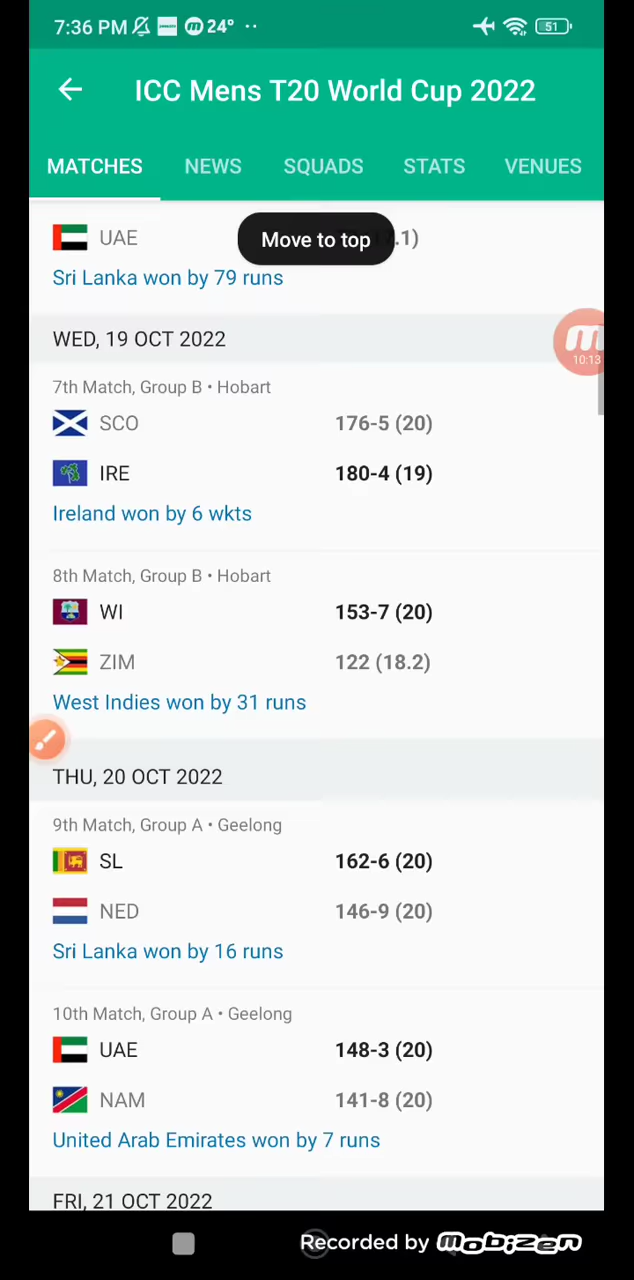 7:36 PM 24° ..
51
ICC Mens T20 World Cup 2022
MATCHES NEWS SQUADS STATS VENUES
UAE .1)
Move to top
Sri Lanka won by 79 runs
WED, 19 OCT 2022
10:13
7th Match, Group B • Hobart
SCO 176-5 (20)
IRE 180-4 (19)
Ireland won by 6 wkts
8th Match, Group B • Hobart
WI 153-7 (20)
ZIM 122 (18.2)
West Indies won by 31 runs
THU, 20 OCT 2022
9th Match, Group A • Geelong
SL 162-6 (20)
NED 146-9 (20)
Sri Lanka won by 16 runs
10th Match, Group A • Geelong
UAE 148-3 (20)
NAM 141-8 (20)
United Arab Emirates won by 7 runs
FRI, 21 OCT 2022
Recorded by mobizen